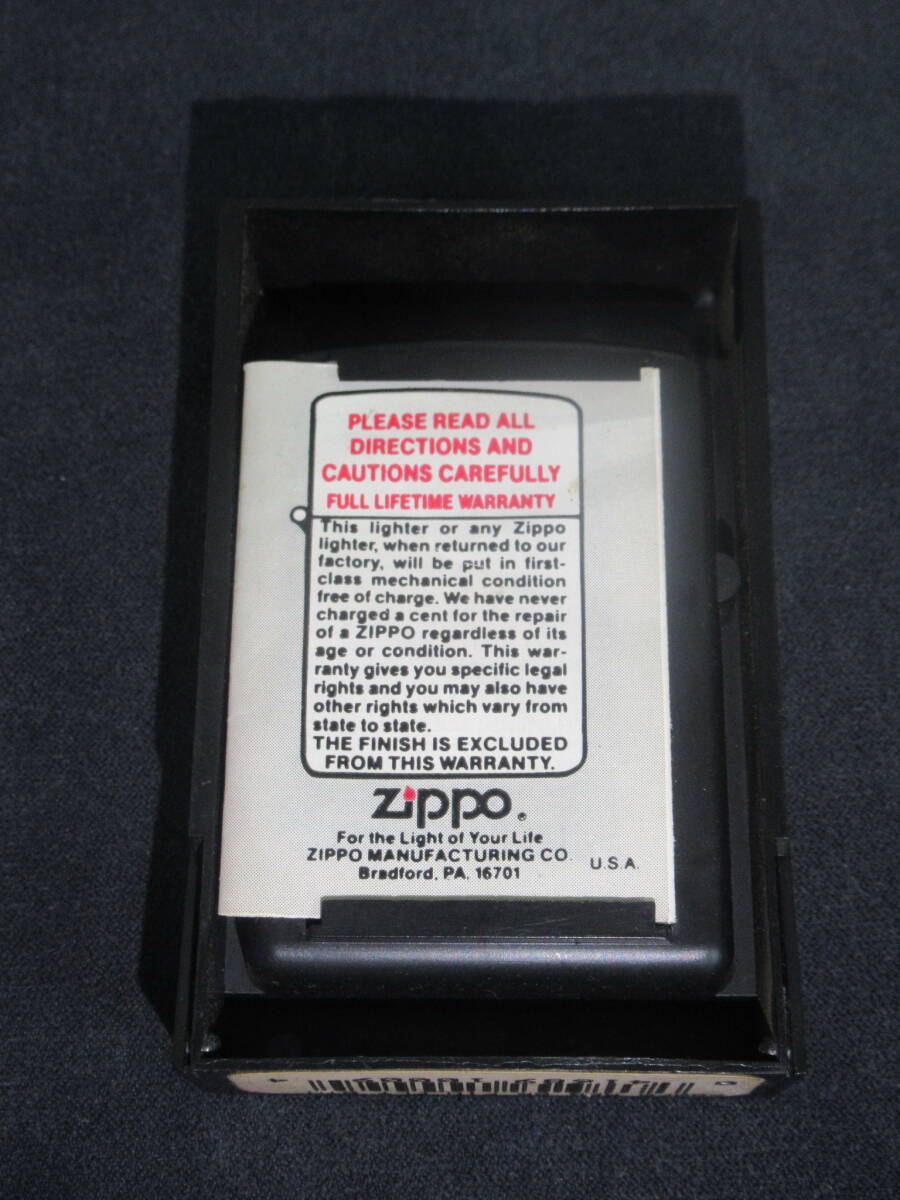 PLEASE READ ALL
DIRECTIONS AND
CAUTIONS CAREFULLY
FULL LIFETIME WARRANTY
This lighter or any Zippo
lighter, when returned to our
factory, will be put in first-
class mechanical condition
free of charge. We have never
charged a cent for the repair
of a ZIPPO regardless of its
age or condition. This war-
ranty gives you specific legal
rights and you may also have
other rights which vary from
state to state.
THE FINISH IS EXCLUDED
FROM THIS WARRANTY.
Zippo®
For the Light of Your Life
ZIPPO MANUFACTURING CO.
Bradford, PA. 16701
U.S.A.